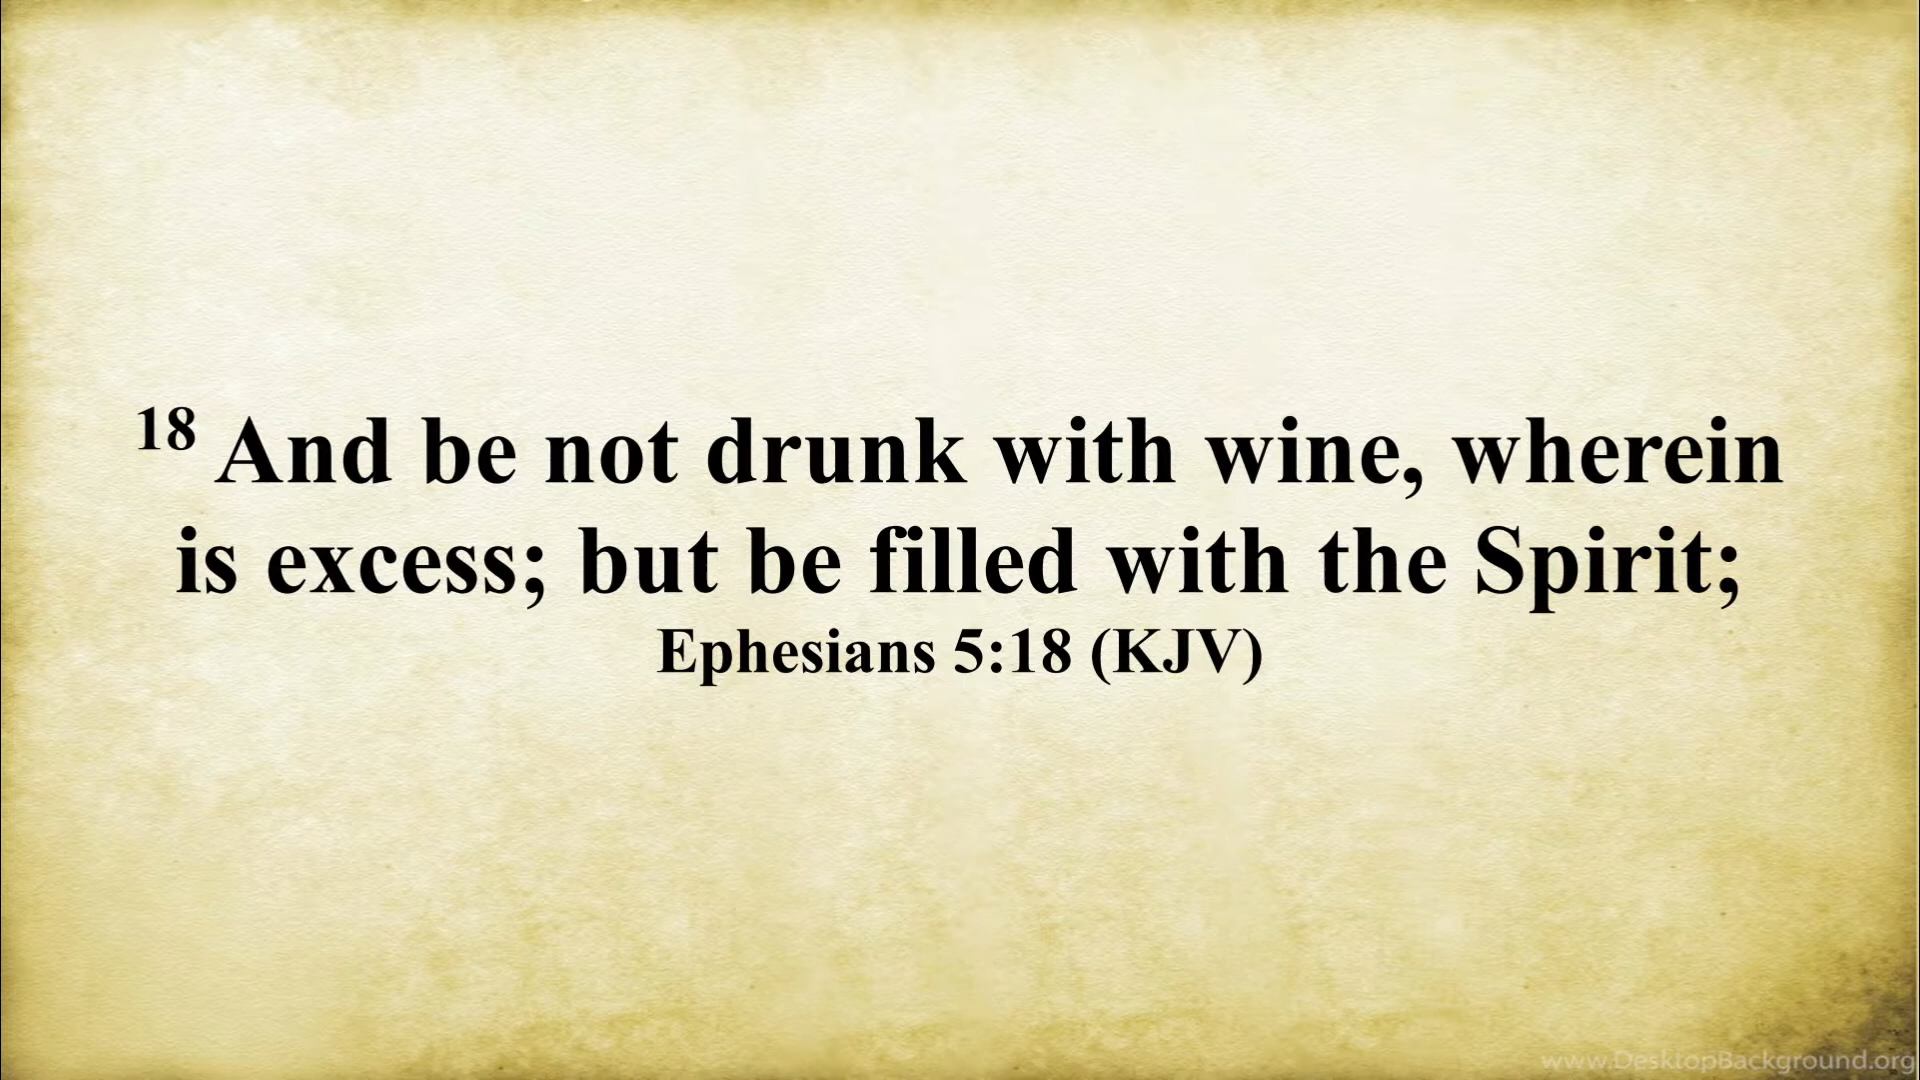 18 And be not drunk with wine, wherein
is excess; but be filled with the Spirit;
Ephesians 5:18 (KJV)
www.DesktopBackground.org